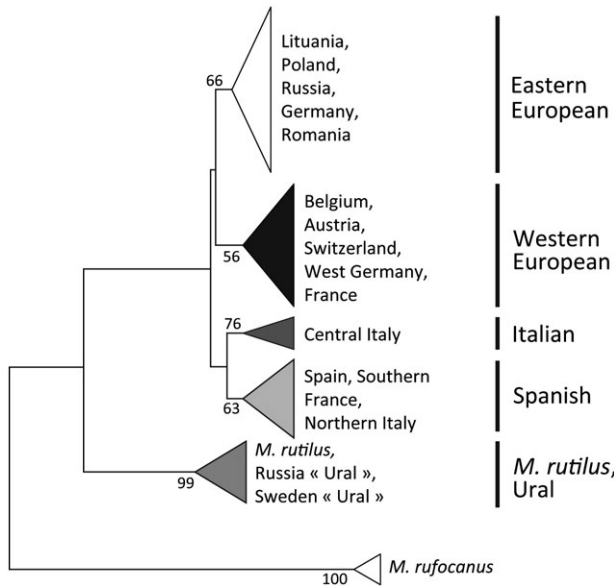 66
Lituania,
Poland,
Russia,
Germany,
Romania
Eastern
European
56
Belgium,
Austria,
Switzerland,
West Germany,
France
Western
European
76
Central Italy
Italian
63
Spain, Southern
France,
Northern Italy
Spanish
99
M. rutilus,
Russia « Ural »,
Sweden « Ural »
M. rutilus,
Ural
100
M. rufocanus